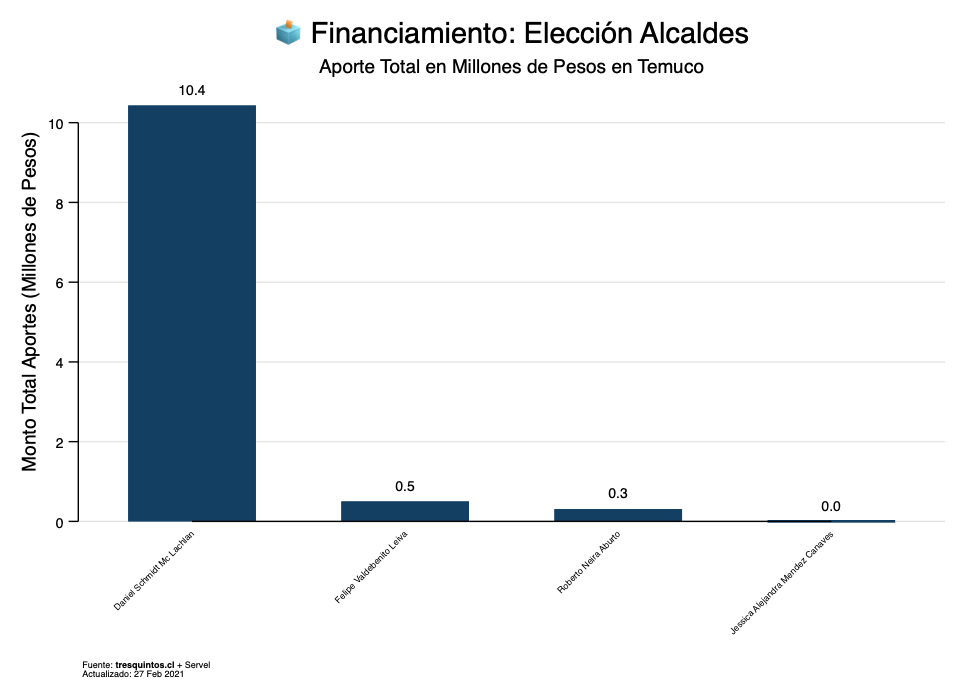 Financiamiento: Elección Alcaldes
Aporte Total en Millones de Pesos en Temuco
Monto Total Aportes (Millones de Pesos)
10
8
6
4
2
0
10.4
0.5
0.3
0.0
Daniel Schmidt Mc Lachlan
Felipe Valdebenito Leiva
Roberto Neira Aburto
Jessica Alejandra Mendez Canaves
Fuente: tresquintos.cl + Servel
Actualizado: 27 Feb 2021